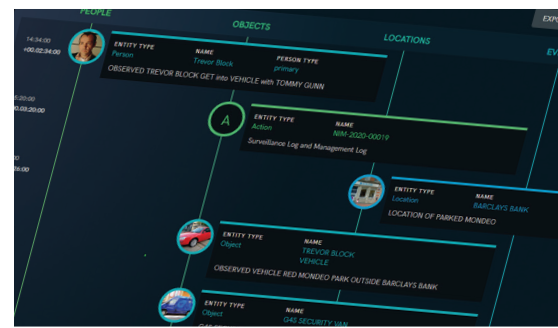 PEOPLE
OBJECTS
LOCATIONS
14:34:00
+00.02:34:00
ENTITY TYPE NAME PERSON TYPE
Person Trevor Block primary
OBSERVED TREVOR BLOCK GET into VEHICLE with TOMMY GUNN
A
ENTITY TYPE NAME
Action NIM-2020-00019
Surveillance Log and Management Log
ENTITY TYPE NAME
Location BARCLAYS BANK
LOCATION OF PARKED MONDEO
ENTITY TYPE NAME
Object TREVOR BLOCK
VEHICLE
OBSERVED VEHICLE RED MONDEO PARK OUTSIDE BARCLAYS BANK
ENTITY TYPE NAME
Object G4S SECURITY VAN